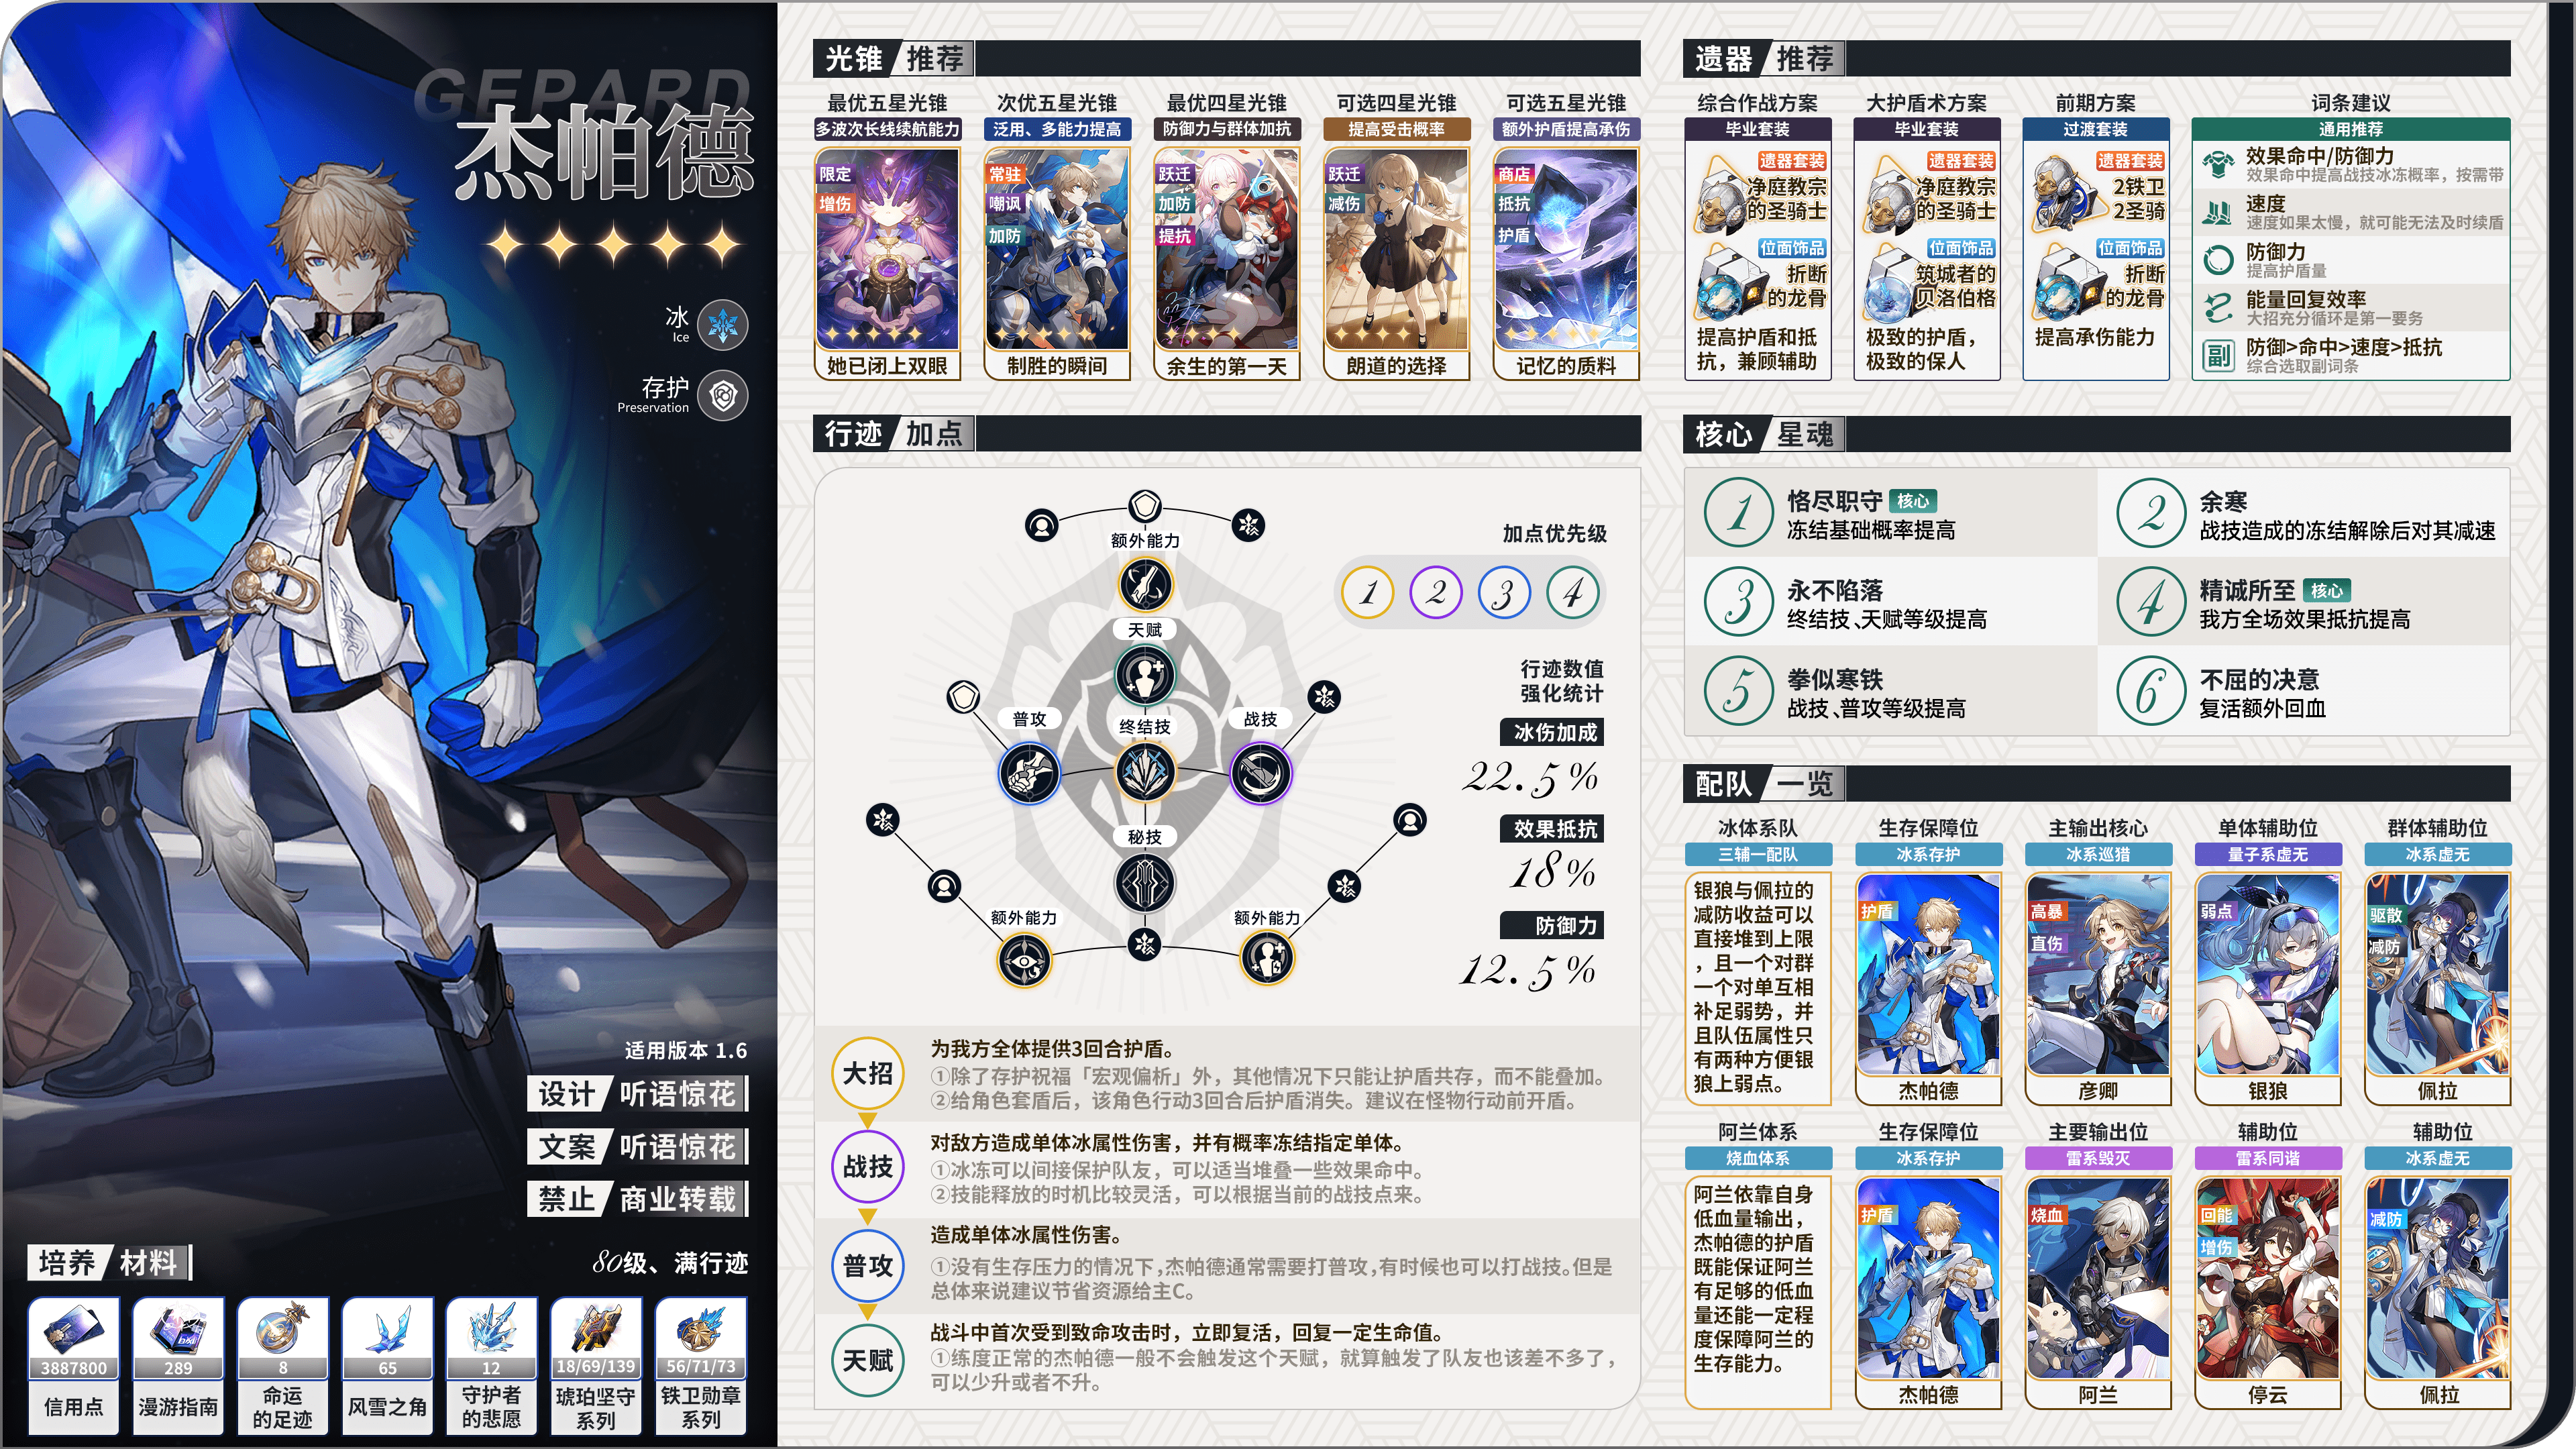 GEPARD
杰帕德
冰
Ice
存护
Preservation
适用版本 1.6
设计 听语惊花
文案 听语惊花
禁止 商业转载
培养 材料
80级、满行迹
3887800
289
8
65
12
18/69/139
56/71/73
信用点
漫游指南
命运
的足迹
风雪之角
守护者
的悲愿
琥珀坚守
系列
铁卫勋章
系列
光锥 推荐
最优五星光锥
多波次长线续航能力
限定
增伤
她已闭上双眼
次优五星光锥
泛用、多能力提高
常驻
嘲讽
加防
制胜的瞬间
最优四星光锥
防御力与群体加抗
跃迁
加防
提抗
余生的第一天
可选四星光锥
提高受击概率
跃迁
减伤
朗道的选择
可选五星光锥
额外护盾提高承伤
商店
抵抗
护盾
记忆的质料
行迹 加点
额外能力
天赋
普攻
终结技
战技
秘技
额外能力
额外能力
加点优先级
1
2
3
4
行迹数值
强化统计
冰伤加成
22.5%
效果抵抗
18%
防御力
12.5%
大招
为我方全体提供3回合护盾。
①除了存护祝福「宏观偏析」外，其他情况下只能让护盾共存，而不能叠加。
②给角色套盾后，该角色行动3回合后护盾消失。建议在怪物行动前开盾。
战技
对敌方造成单体冰属性伤害，并有概率冻结指定单体。
①冰冻可以间接保护队友，可以适当堆叠一些效果命中。
②技能释放的时机比较灵活，可以根据当前的战技点来。
普攻
造成单体冰属性伤害。
①没有生存压力的情况下，杰帕德通常需要打普攻，有时候也可以打战技。但是
总体来说建议节省资源给主C。
天赋
战斗中首次受到致命攻击时，立即复活，回复一定生命值。
①练度正常的杰帕德一般不会触发这个天赋，就算触发了队友也该差不多了，
可以少升或者不升。
遗器 推荐
综合作战方案
毕业套装
遗器套装
净庭教宗
的圣骑士
位面饰品
折断
的龙骨
提高护盾和抵
抗，兼顾辅助
大护盾术方案
毕业套装
遗器套装
净庭教宗
的圣骑士
位面饰品
筑城者的
贝洛伯格
极致的护盾，
极致的保人
前期方案
过渡套装
遗器套装
2铁卫
2圣骑
位面饰品
折断
的龙骨
提高承伤能力
词条建议
通用推荐
效果命中/防御力
效果命中提高战技冰冻概率，按需带
速度
速度如果太慢，就可能无法及时续盾
防御力
提高护盾量
能量回复效率
大招充分循环是第一要务
副
防御>命中>速度>抵抗
综合选取副词条
核心 星魂
1
恪尽职守 核心
冻结基础概率提高
2
余寒
战技造成的冻结解除后对其减速
3
永不陷落
终结技、天赋等级提高
4
精诚所至 核心
我方全场效果抵抗提高
5
拳似寒铁
战技、普攻等级提高
6
不屈的决意
复活额外回血
配队 一览
冰体系队
三辅一配队
银狼与佩拉的
减防收益可以
直接堆到上限
，且一个对群
一个对单互相
补足弱势，并
且队伍属性只
有两种方便银
狼上弱点。
生存保障位
冰系存护
护盾
杰帕德
主输出核心
冰系巡猎
高暴
直伤
彦卿
单体辅助位
量子系虚无
弱点
银狼
群体辅助位
冰系虚无
驱散
减防
佩拉
阿兰体系
烧血体系
阿兰依靠自身
低血量输出，
杰帕德的护盾
既能保证阿兰
有足够的低血
量还能一定程
度保障阿兰的
生存能力。
生存保障位
冰系存护
护盾
杰帕德
主要输出位
雷系毁灭
烧血
阿兰
辅助位
雷系同谐
回能
增伤
停云
辅助位
冰系虚无
减防
佩拉